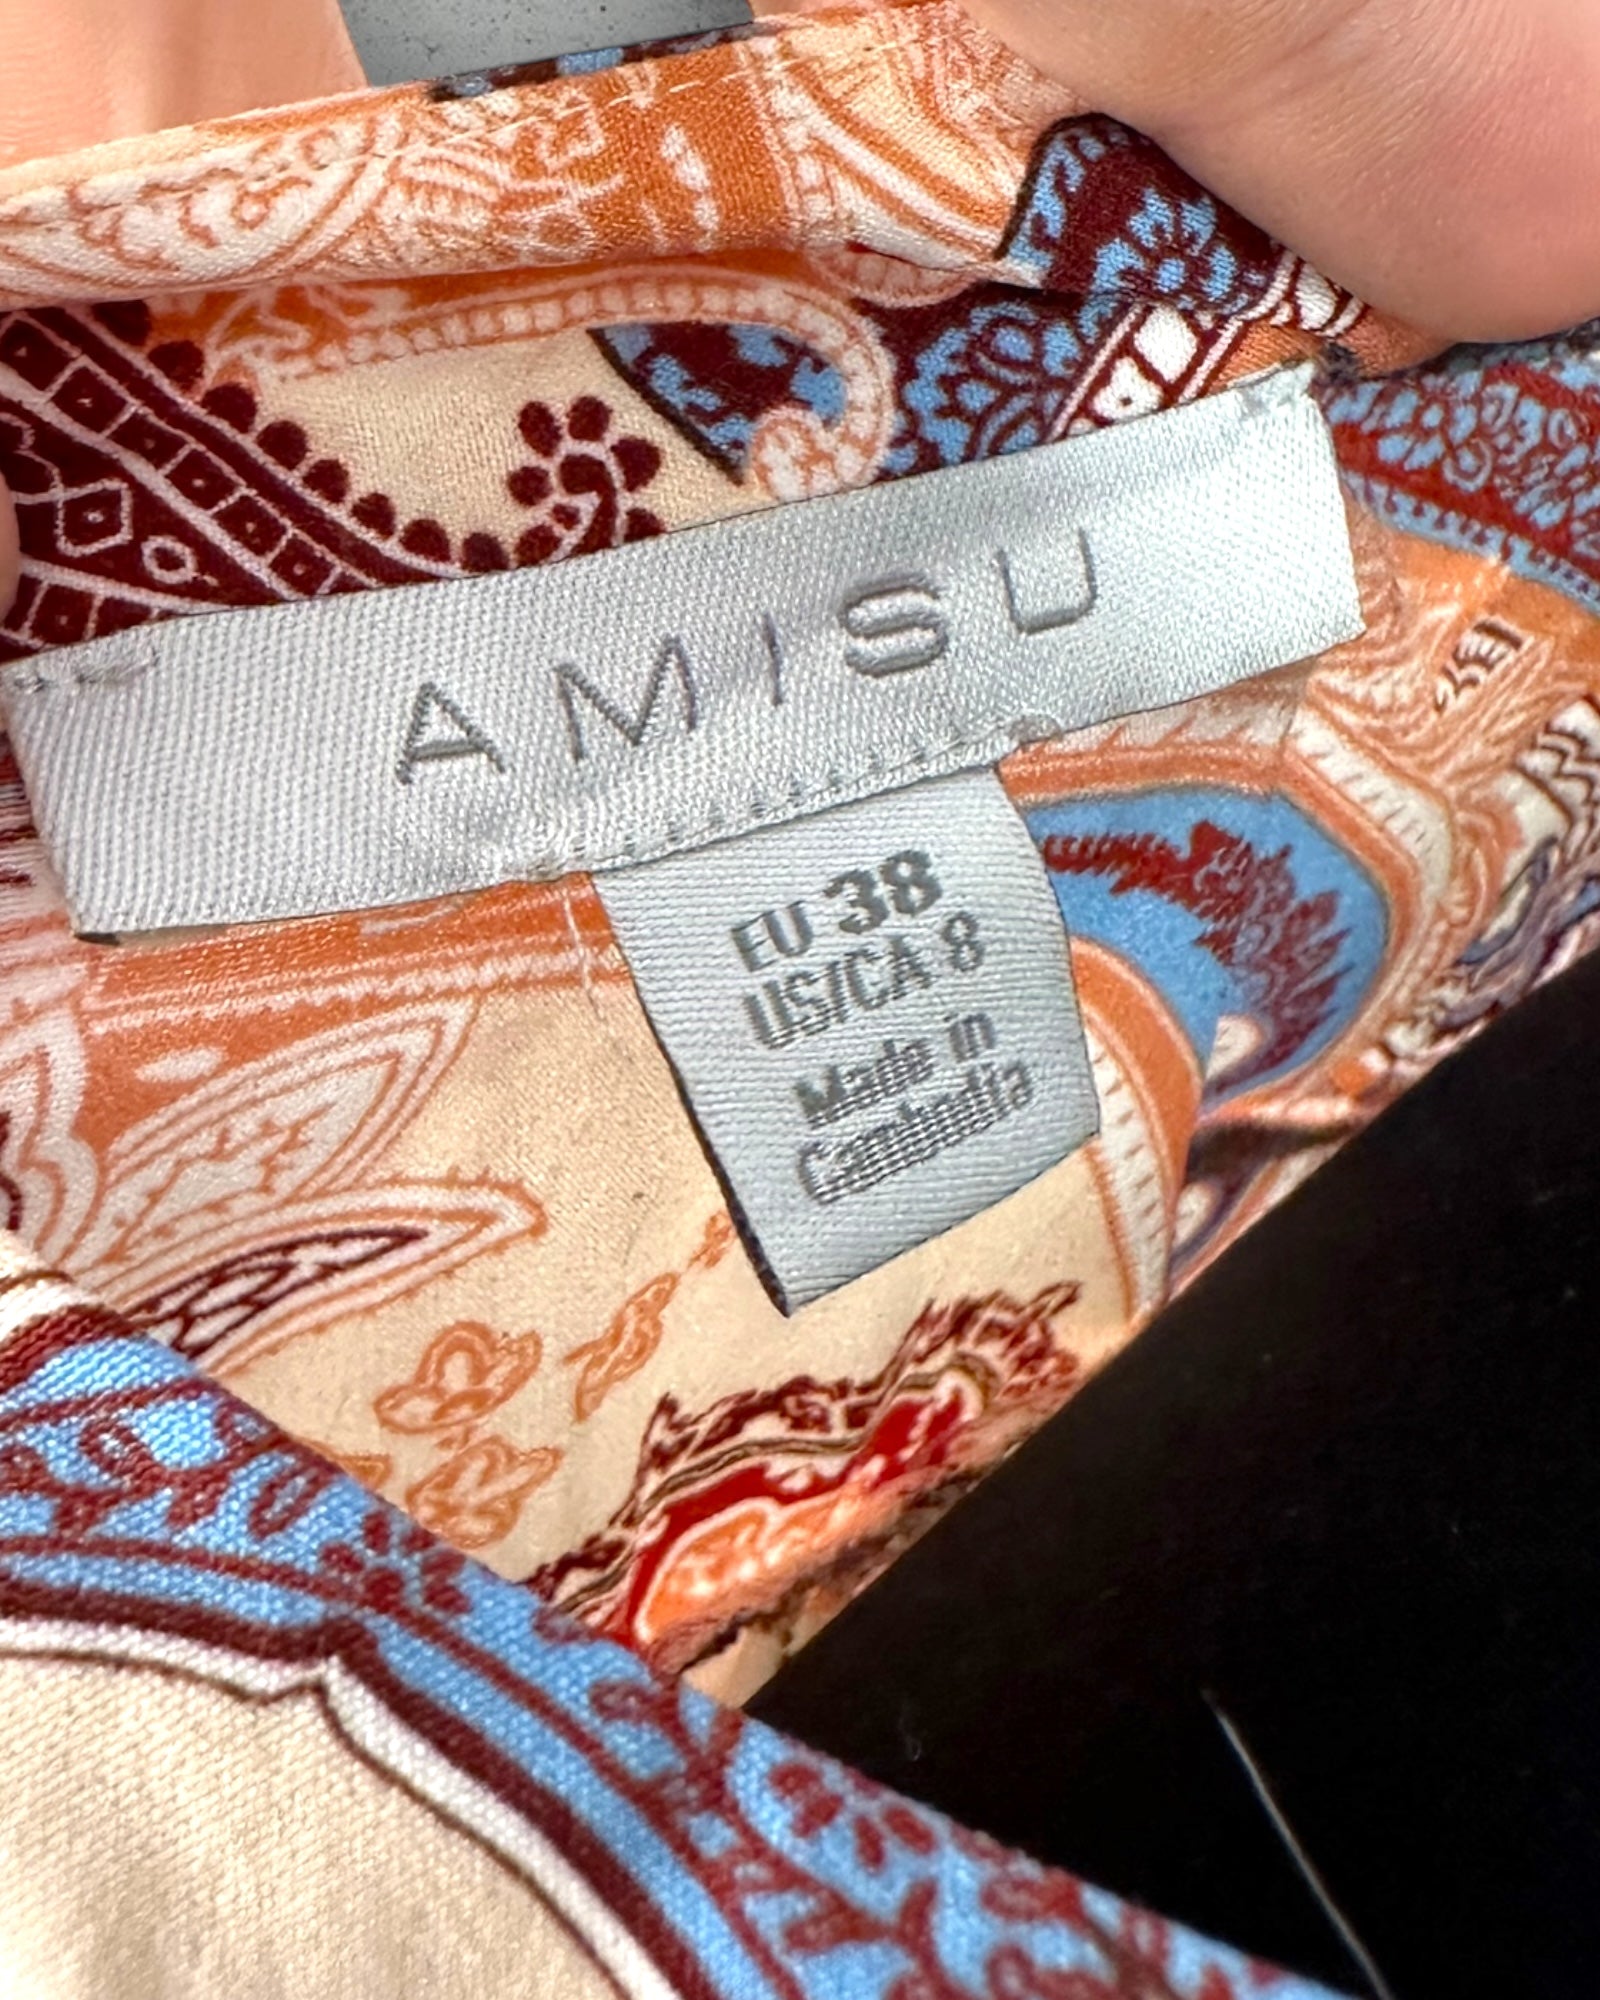 AMISU
EU 38
US/CA 8
Made in
Cambodia